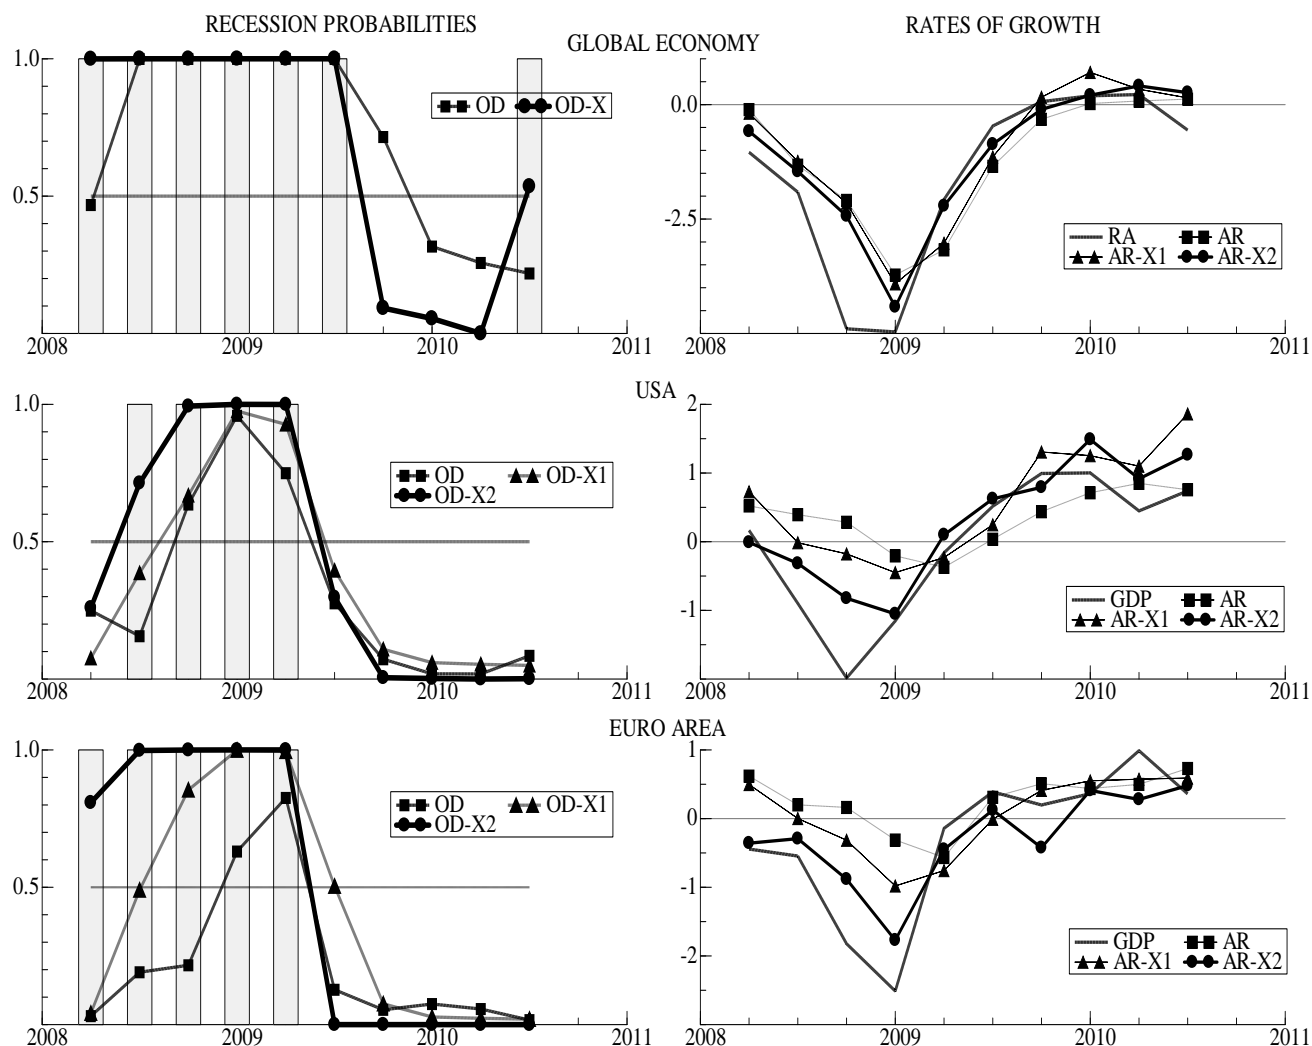 RECESSION PROBABILITIES
RATES OF GROWTH
GLOBAL ECONOMY
1.0
OD OD-X
0.5
2008 2009 2010 2011
0.0
-2.5
RA AR
AR-X1 AR-X2
2008 2009 2010 2011
USA
1.0
OD OD-X1
OD-X2
0.5
2008 2009 2010 2011
2
1
0
-1
GDP AR
AR-X1 AR-X2
2008 2009 2010 2011
EURO AREA
1.0
OD OD-X1
OD-X2
0.5
2008 2009 2010 2011
1
0
-1
-2
GDP AR
AR-X1 AR-X2
2008 2009 2010 2011